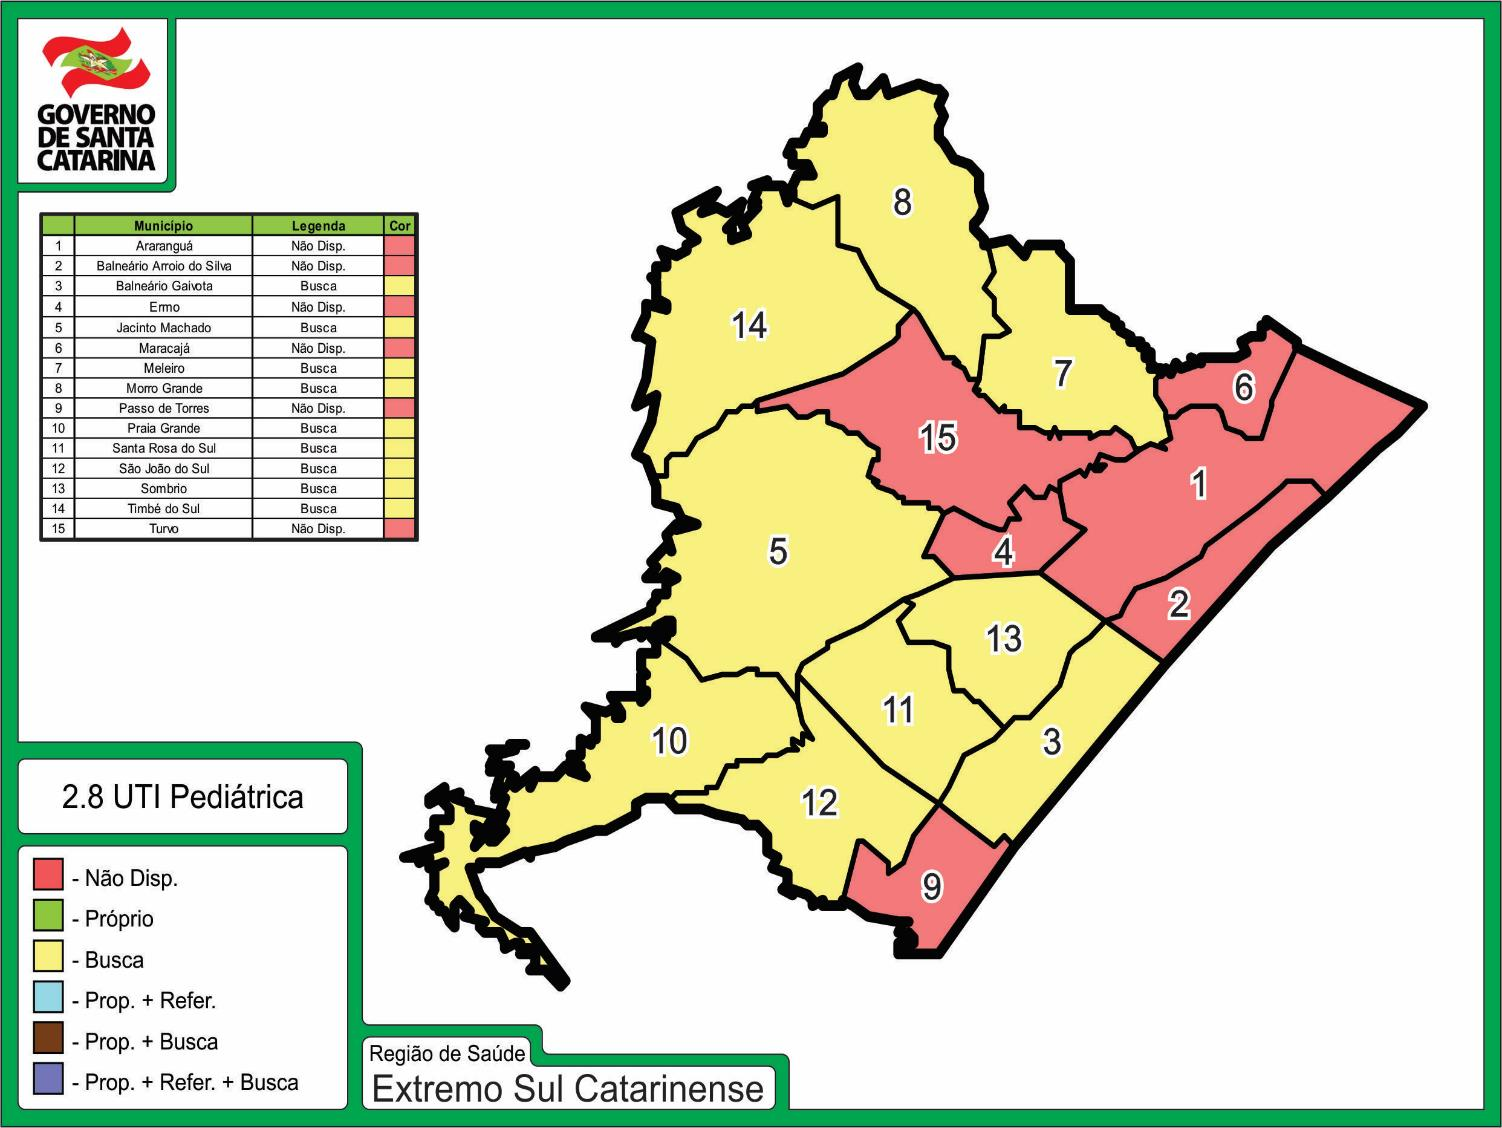 GOVERNO
DE SANTA
CATARINA
Município Legenda Cor
1 Araranguá Não Disp.
2 Balneário Arroio do Silva Não Disp.
3 Balneário Gaivota Busca
4 Ermo Não Disp.
5 Jacinto Machado Busca
6 Maracajá Não Disp.
7 Meleiro Busca
8 Morro Grande Busca
9 Passo de Torres Não Disp.
10 Praia Grande Busca
11 Santa Rosa do Sul Busca
12 São João do Sul Busca
13 Sombrio Busca
14 Timbé do Sul Busca
15 Turvo Não Disp.
8
14
7
6
15
1
5
4
2
13
11
10
3
12
9
2.8 UTI Pediátrica
- Não Disp.
- Próprio
- Busca
- Prop. + Refer.
- Prop. + Busca
- Prop. + Refer. + Busca
Região de Saúde
Extremo Sul Catarinense